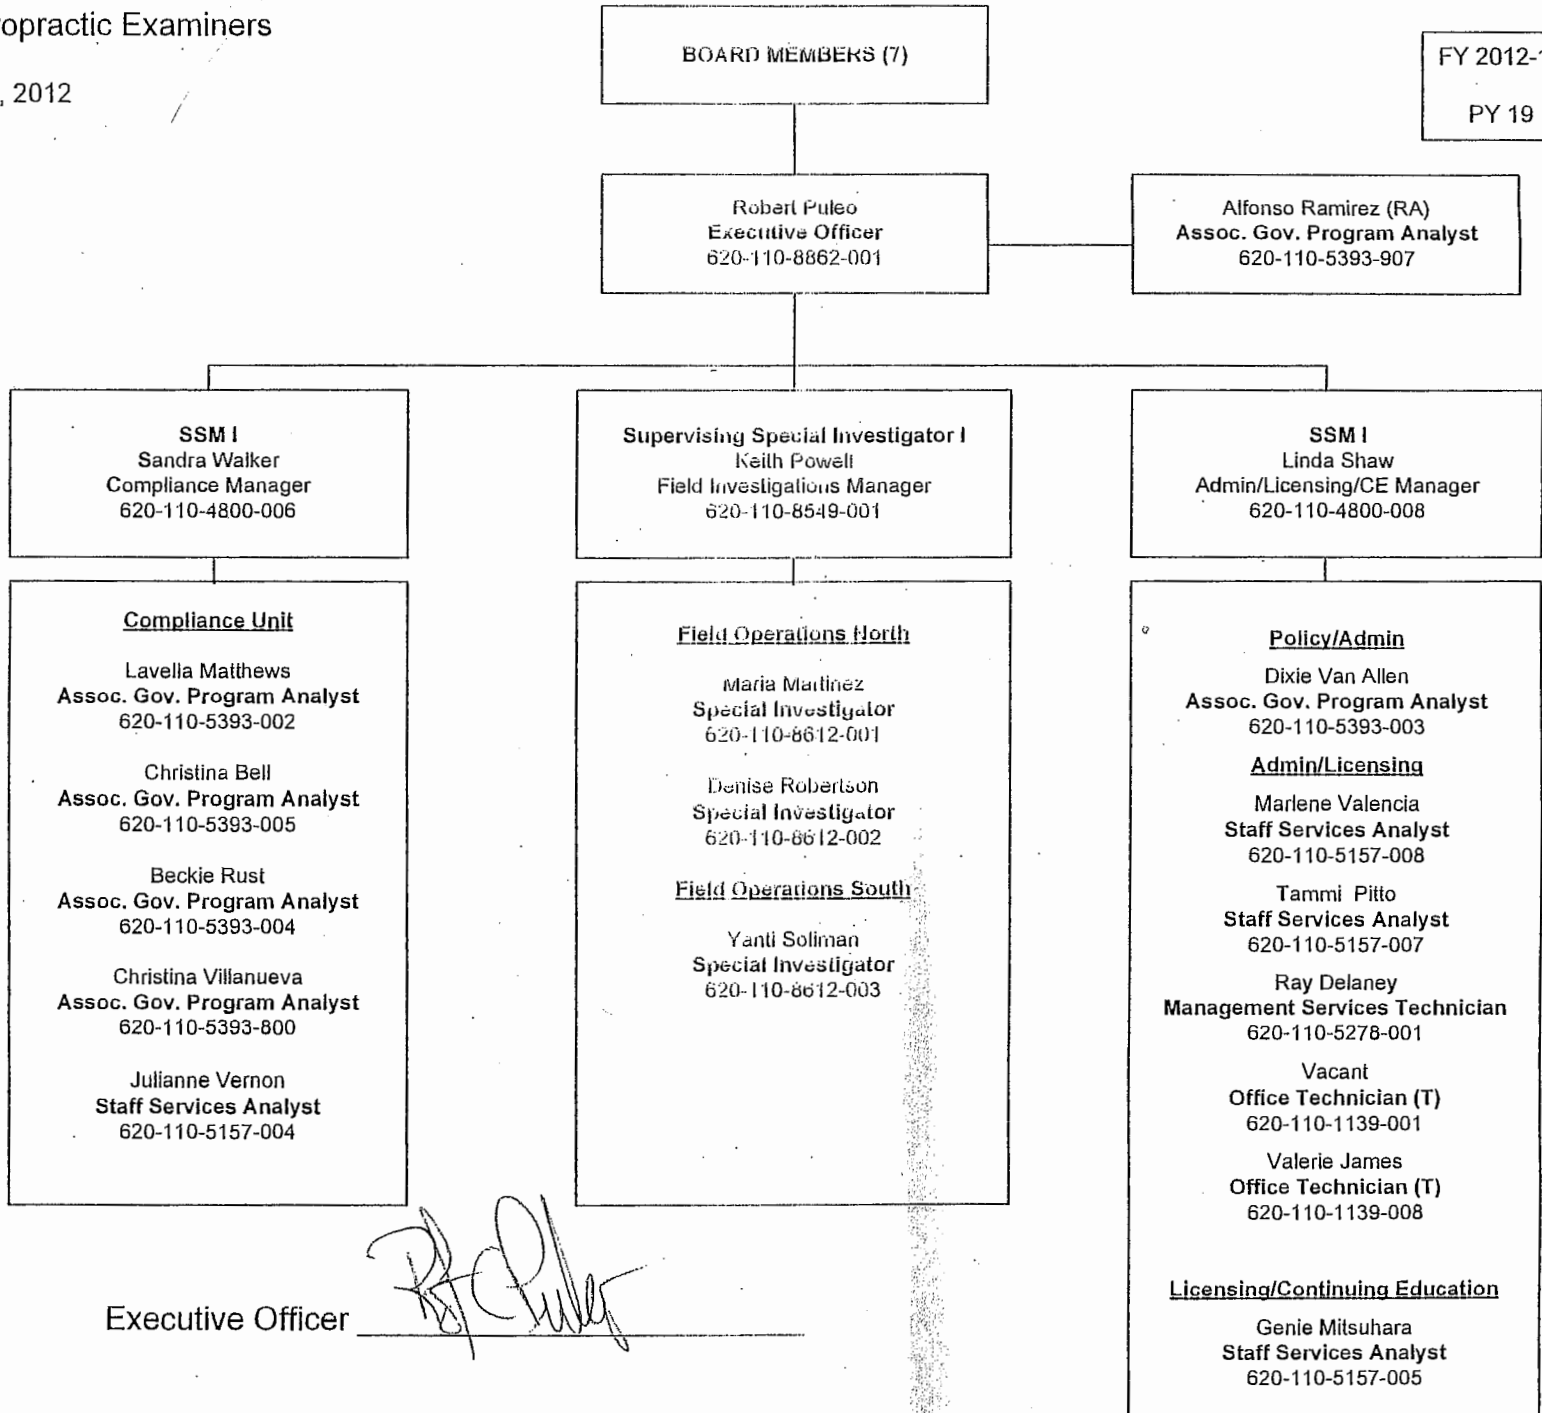 opractic Examiners
, 2012
BOARD MEMBERS (7)
FY 2012-1
PY 19
Robert Puleo
Executive Officer
620-110-8862-001
Alfonso Ramirez (RA)
Assoc. Gov. Program Analyst
620-110-5393-907
SSM I
Sandra Walker
Compliance Manager
620-110-4800-006
Supervising Special Investigator I
Keith Powell
Field Investigations Manager
620-110-8549-001
SSM I
Linda Shaw
Admin/Licensing/CE Manager
620-110-4800-008
Compliance Unit
Lavella Matthews
Assoc. Gov. Program Analyst
620-110-5393-002
Christina Bell
Assoc. Gov. Program Analyst
620-110-5393-005
Beckie Rust
Assoc. Gov. Program Analyst
620-110-5393-004
Christina Villanueva
Assoc. Gov. Program Analyst
620-110-5393-800
Julianne Vernon
Staff Services Analyst
620-110-5157-004
Field Operations North
Maria Martinez
Special Investigator
620-110-8612-001
Denise Robertson
Special Investigator
620-110-8612-002
Field Operations South
Yanti Soliman
Special Investigator
620-110-8612-003
Policy/Admin
Dixie Van Allen
Assoc. Gov. Program Analyst
620-110-5393-003
Admin/Licensing
Marlene Valencia
Staff Services Analyst
620-110-5157-008
Tammi Pitto
Staff Services Analyst
620-110-5157-007
Ray Delaney
Management Services Technician
620-110-5278-001
Vacant
Office Technician (T)
620-110-1139-001
Valerie James
Office Technician (T)
620-110-1139-008
Licensing/Continuing Education
Genie Mitsuhara
Staff Services Analyst
620-110-5157-005
Executive Officer